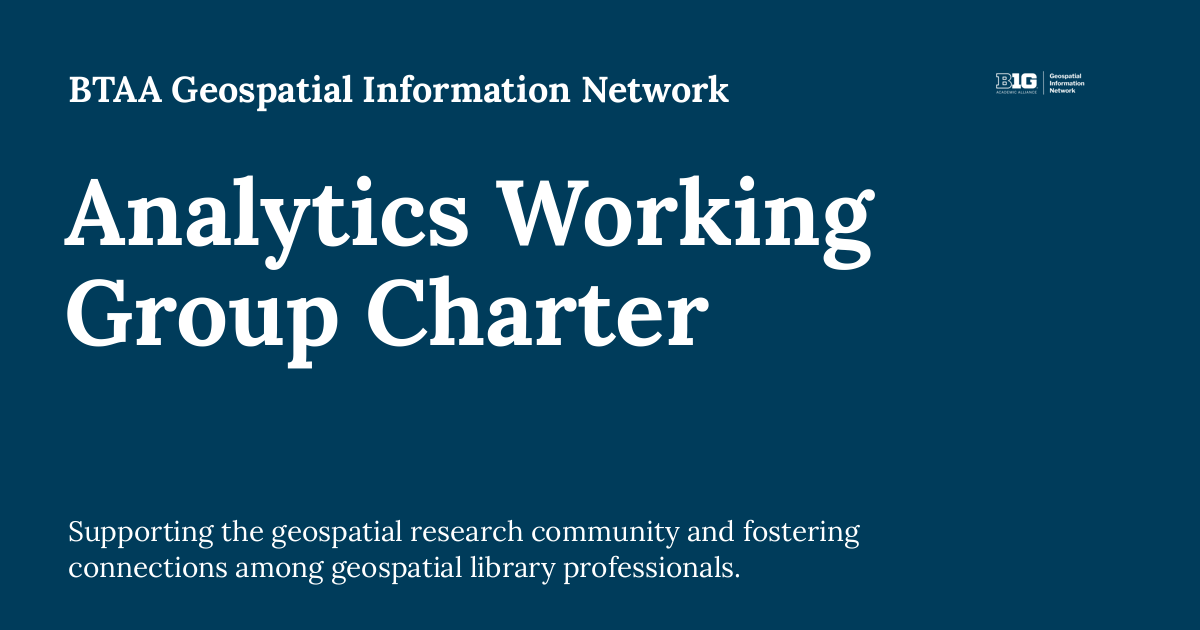 BTAA Geospatial Information Network
B1G
ACADEMIC ALLIANCE
Geospatial
Information
Network
Analytics Working
Group Charter
Supporting the geospatial research community and fostering
connections among geospatial library professionals.